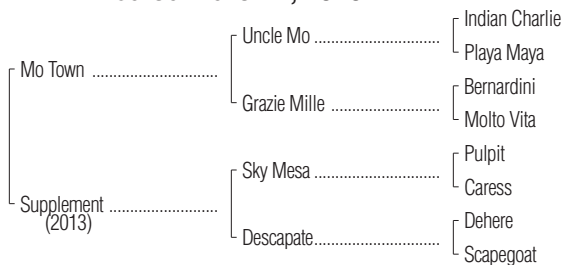 Indian Charlie
Uncle Mo
Playa Maya
Mo Town
Bernardini
Grazie Mille
Molto Vita
Pulpit
Sky Mesa
Caress
Supplement
(2013)
Dehere
Descapate
Scapegoat